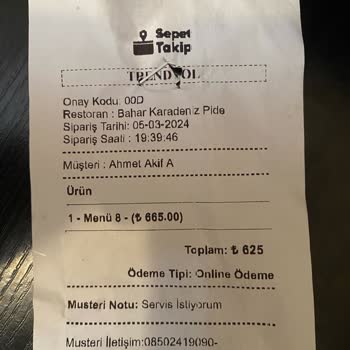 Sepet
Takip
TRENDYOL
Onay Kodu: 00D
Restoran : Bahar Karadeniz Pide
Sipariş Tarihi: 05-03-2024
Sipariş Saati : 19:39:46
Müşteri : Ahmet Akif A
Ürün
1 - Menü 8 - (₺ 665.00)
Toplam: ₺ 625
Ödeme Tipi: Online Ödeme
Musteri Notu: Servis İstiyorum
Musteri İletişim:08502419090-